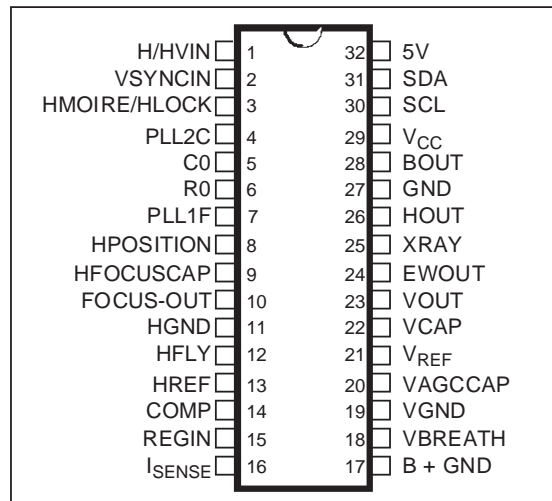 H/HVIN 1 32 5V
VSYNCIN 2 31 SDA
HMOIRE/HLOCK 3 30 SCL
PLL2C 4 29 VCC
C0 5 28 BOUT
R0 6 27 GND
PLL1F 7 26 HOUT
HPOSITION 8 25 XRAY
HFOCUSCAP 9 24 EWOUT
FOCUS-OUT 10 23 VOUT
HGND 11 22 VCAP
HFLY 12 21 VREF
HREF 13 20 VAGCCAP
COMP 14 19 VGND
REGIN 15 18 VBREATH
ISENSE 16 17 B + GND